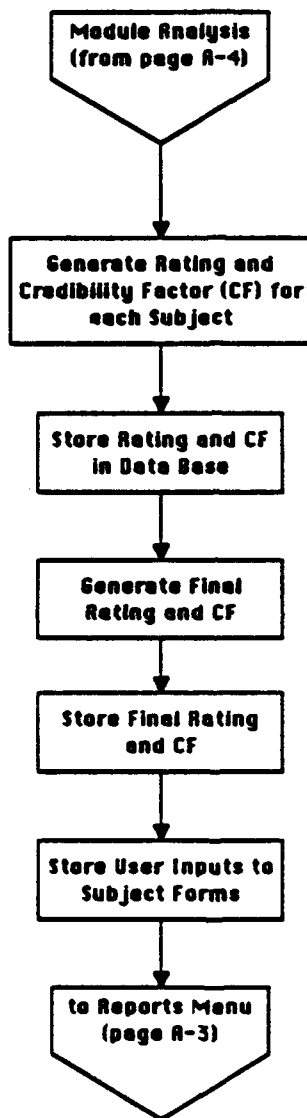 Module Analysis
(from page A-4)
Generate Rating and
Credibility Factor (CF) for
each Subject
Store Rating and CF
in Data Base
Generate Final
Rating and CF
Store Final Rating
and CF
Store User Inputs to
Subject Forms
to Reports Menu
(page A-3)